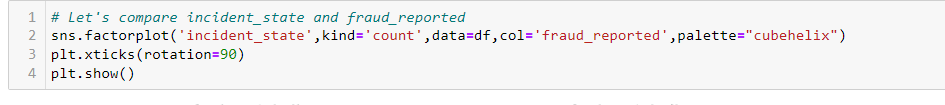 1 # Let's compare incident_state and fraud_reported
2 sns.factorplot('incident_state',kind='count',data=df,col='fraud_reported',palette="cubehelix")
3 plt.xticks(rotation=90)
4 plt.show()